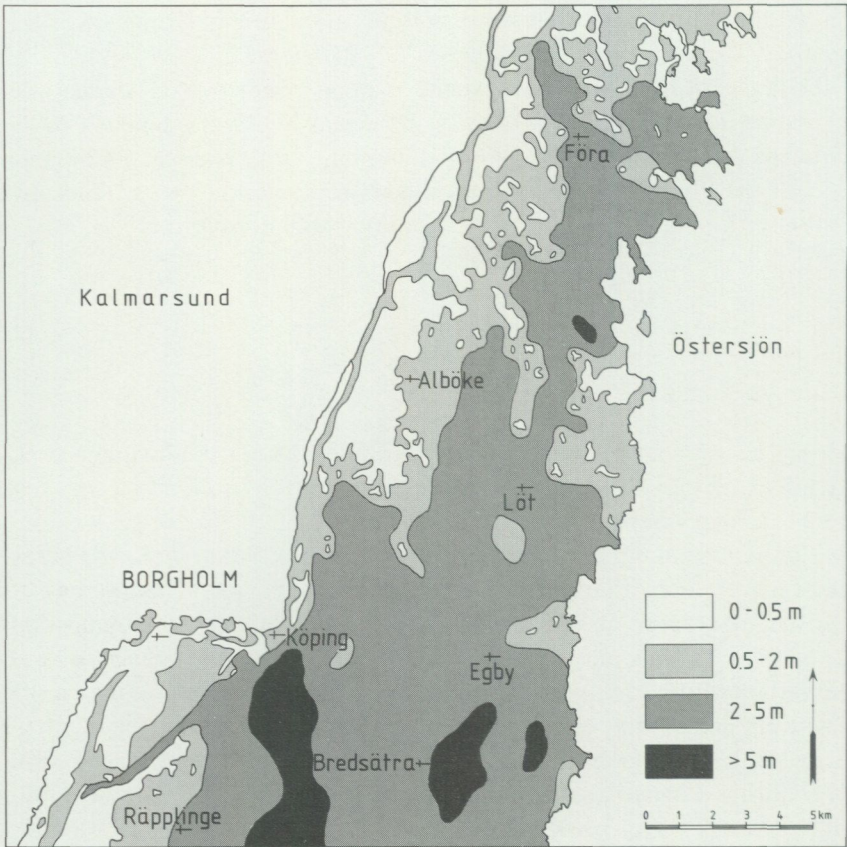 Föra
Kalmarsund
Östersjön
Alböke
Löt
BORGHOLM
0 - 0.5 m
Köping
0.5 - 2 m
Egby
2 - 5 m
Bredsätra
> 5 m
Räpplinge
0 1 2 3 4 5 km